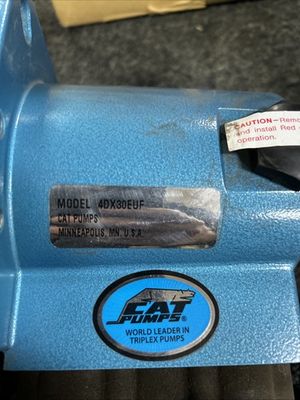 CAUTION–Remo
and install Red
operation.
MODEL 4DX30EUF
CAT PUMPS
MINNEAPOLIS, MN. U.S.A.
CAT
PUMPS®
WORLD LEADER IN
TRIPLEX PUMPS